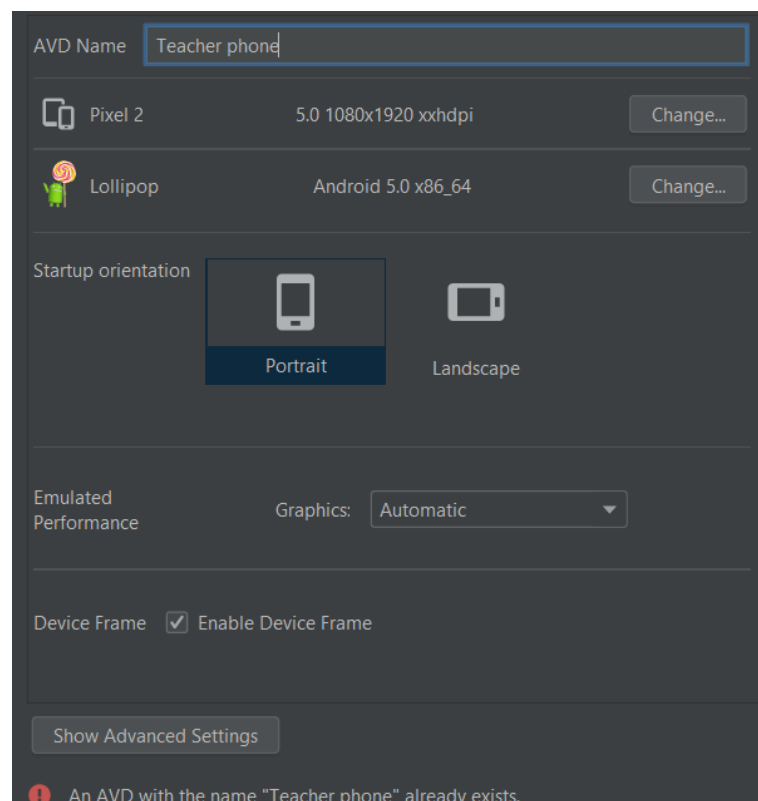 AVD Name Teacher phone
Pixel 2 5.0 1080x1920 xxhdpi Change...
Lollipop Android 5.0 x86_64 Change...
Startup orientation
Portrait
Landscape
Emulated
Performance
Graphics: Automatic
Device Frame Enable Device Frame
Show Advanced Settings
An AVD with the name "Teacher phone" already exists.